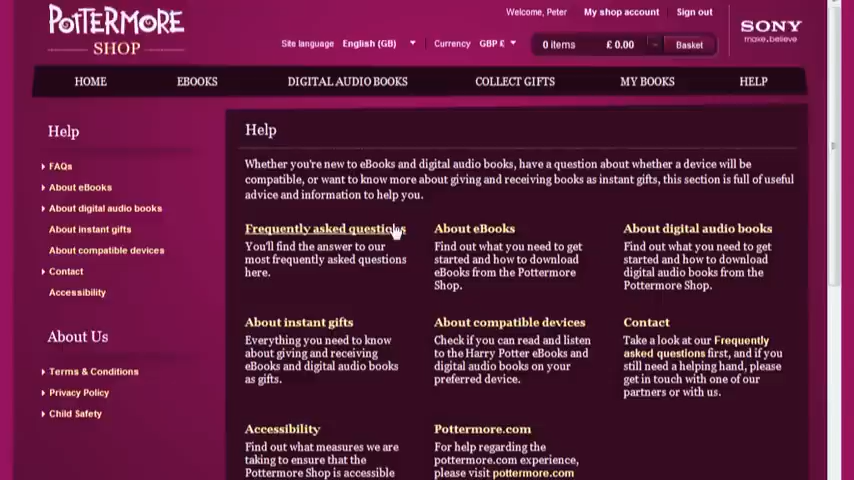 POTTERMORE
SHOP
Welcome, Peter
My shop account
Sign out
Site language
English (GB)
Currency
GBP £
0 items
£ 0.00
Basket
SONY
make.believe
HOME
EBOOKS
DIGITAL AUDIO BOOKS
COLLECT GIFTS
MY BOOKS
HELP
Help
FAQs
About eBooks
About digital audio books
About instant gifts
About compatible devices
Contact
Accessibility
About Us
Terms & Conditions
Privacy Policy
Child Safety
Help
Whether you're new to eBooks and digital audio books, have a question about whether a device will be
compatible, or want to know more about giving and receiving books as instant gifts, this section is full of useful
advice and information to help you.
Frequently asked questions
You'll find the answer to our
most frequently asked questions
here.
About eBooks
Find out what you need to get
started and how to download
eBooks from the Pottermore
Shop.
About digital audio books
Find out what you need to get
started and how to download
digital audio books from the
Pottermore Shop.
About instant gifts
Everything you need to know
about giving and receiving
eBooks and digital audio books
as gifts.
About compatible devices
Check if you can read and listen
to the Harry Potter eBooks and
digital audio books on your
preferred device.
Contact
Take a look at our Frequently
asked questions first, and if you
still need a helping hand, please
get in touch with one of our
partners or with us.
Accessibility
Find out what measures we are
taking to ensure that the
Pottermore Shop is accessible
Pottermore.com
For help regarding the
pottermore.com experience,
please visit pottermore.com